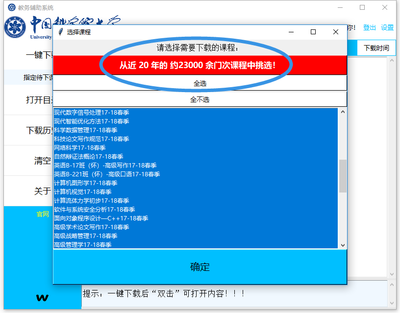 教务辅助系统
中国科学院大学
选择课程
登出 设置
请选择需要下载的课程：
下载时间
从近 20 年的 约23000 余门次课程中挑选！
全选
全不选
一键下
指定待下
打开目
下载历
清空
关于
官网
现代数字信号处理17-18春季
现代智能优化方法17-18春季
科学数据管理17-18春季
科技论文写作规范17-18春季
网络科学17-18春季
自然辩证法概论17-18春季
英语B-17班（怀）-高级写作17-18春季
英语B-221班（怀）-高级口语17-18春季
计算机图形学17-18春季
计算机视觉17-18春季
计算流体力学初步17-18春季
软件与系统安全分析17-18春季
面向对象程序设计—C++17-18春季
高级学术论文写作17-18春季
高级战略管理17-18春季
高级管理学17-18春季
确定
提示：一键下载后“双击”可打开内容！！！